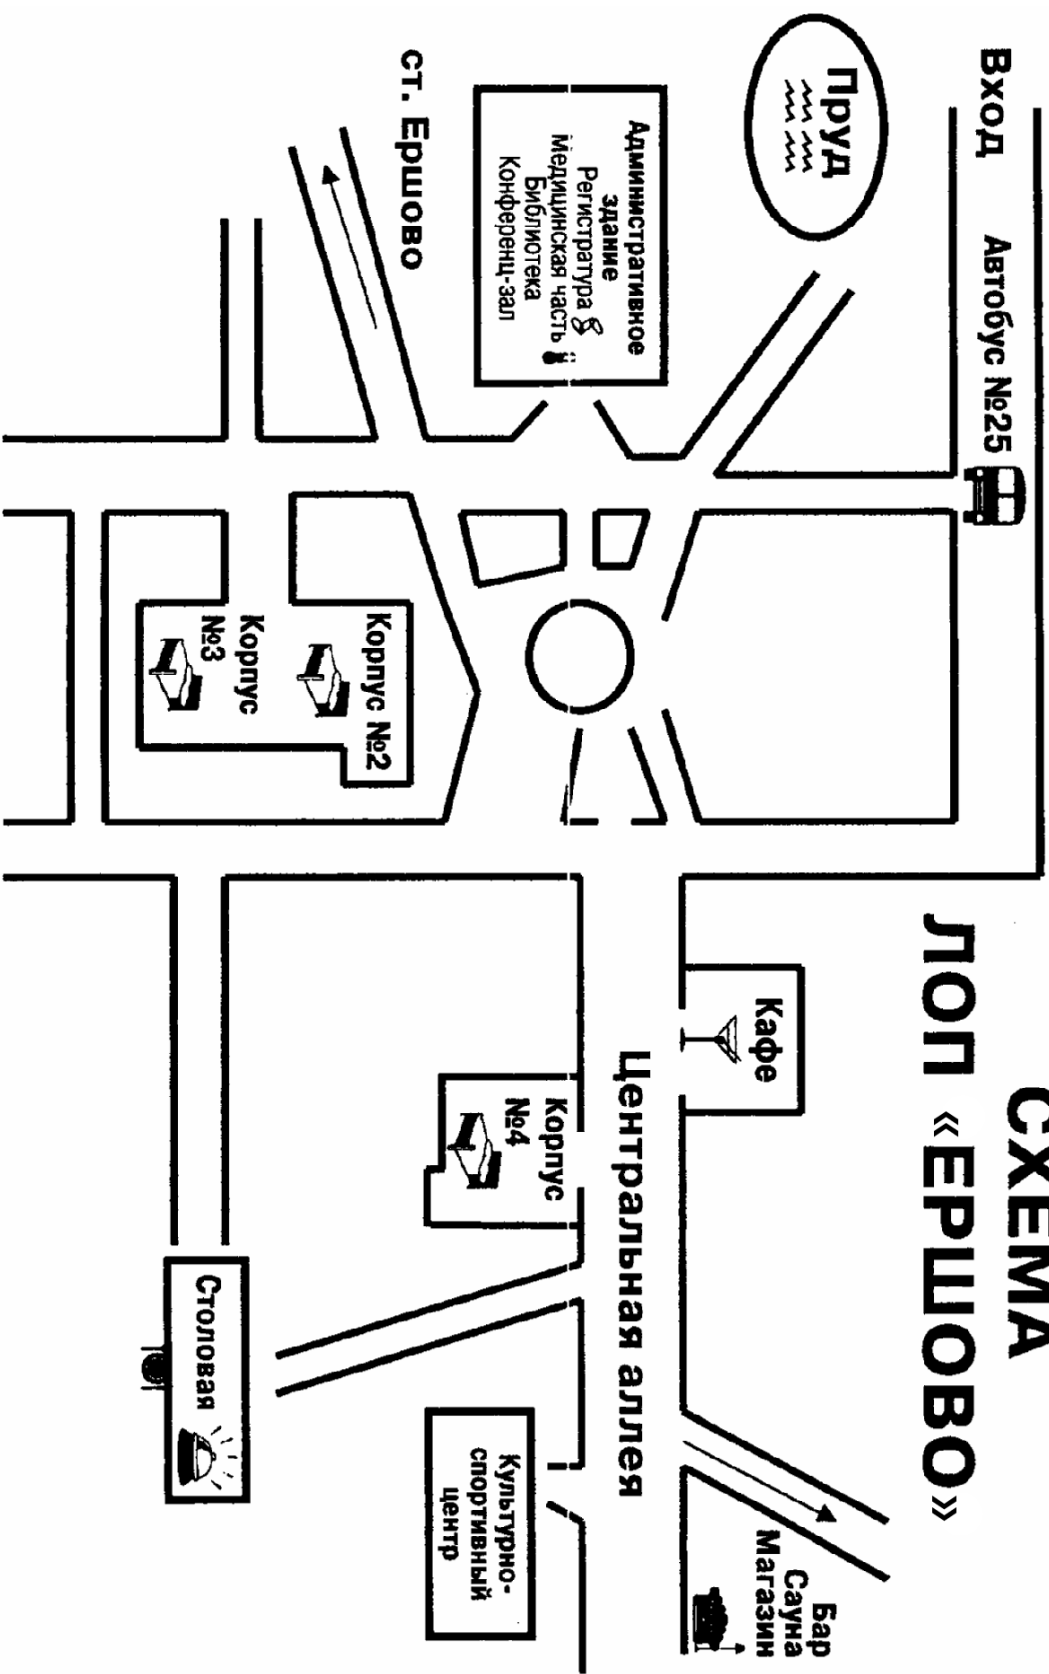 СХЕМА
ЛОП «ЕРШОВО»
Вход
Автобус №25
Пруд
Административное
здание
Регистратура
Медицинская часть
Библиотека
Конференц-зал
ст. Ершово
Корпус №2
Корпус
№3
Кафе
Центральная аллея
Корпус
№4
Бар
Сауна
Магазин
Культурно-
спортивный
центр
Столовая